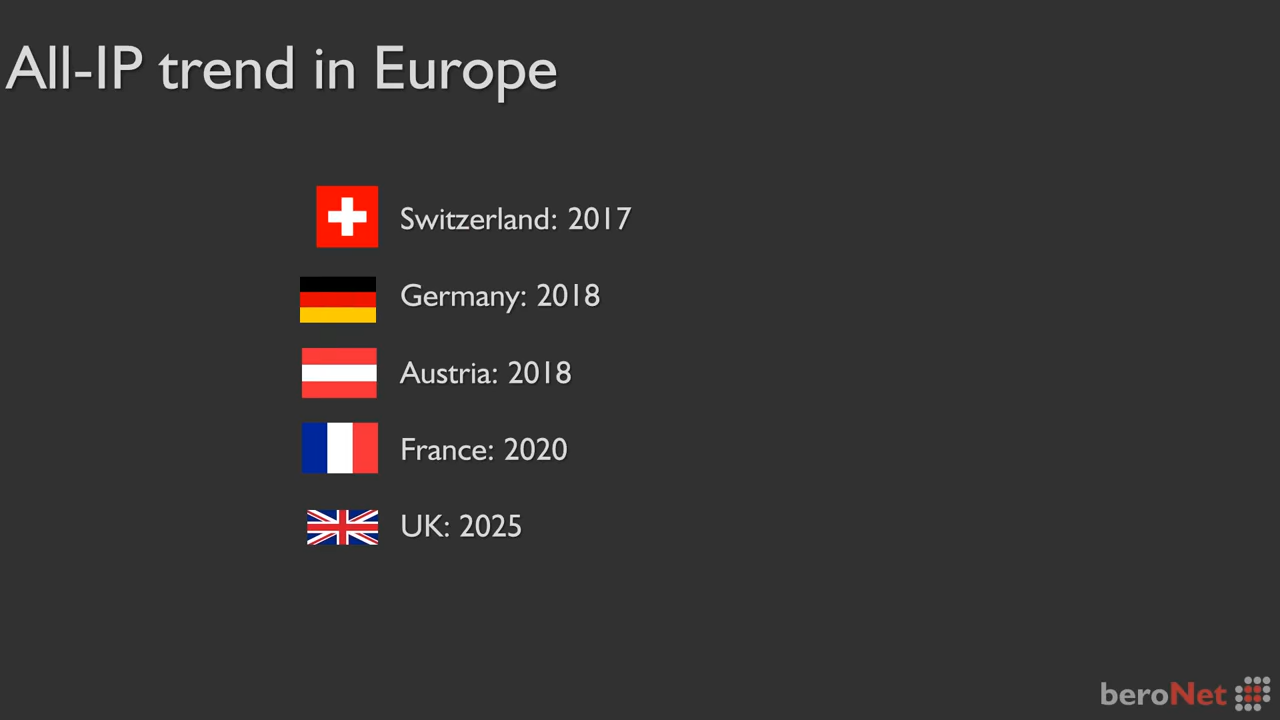 All-IP trend in Europe
Switzerland: 2017
Germany: 2018
Austria: 2018
France: 2020
UK: 2025
beroNet